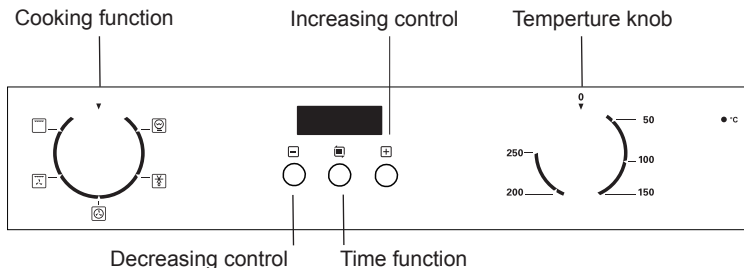 Cooking function Increasing control Temperture knob
0
50
°C
100
250
200 150
Decreasing control Time function